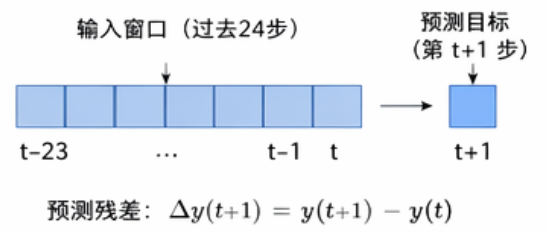 输入窗口（过去24步）
预测目标
（第 t+1 步）
t−23 ... t−1 t
t+1
预测残差： Δy(t+1) = y(t+1) − y(t)